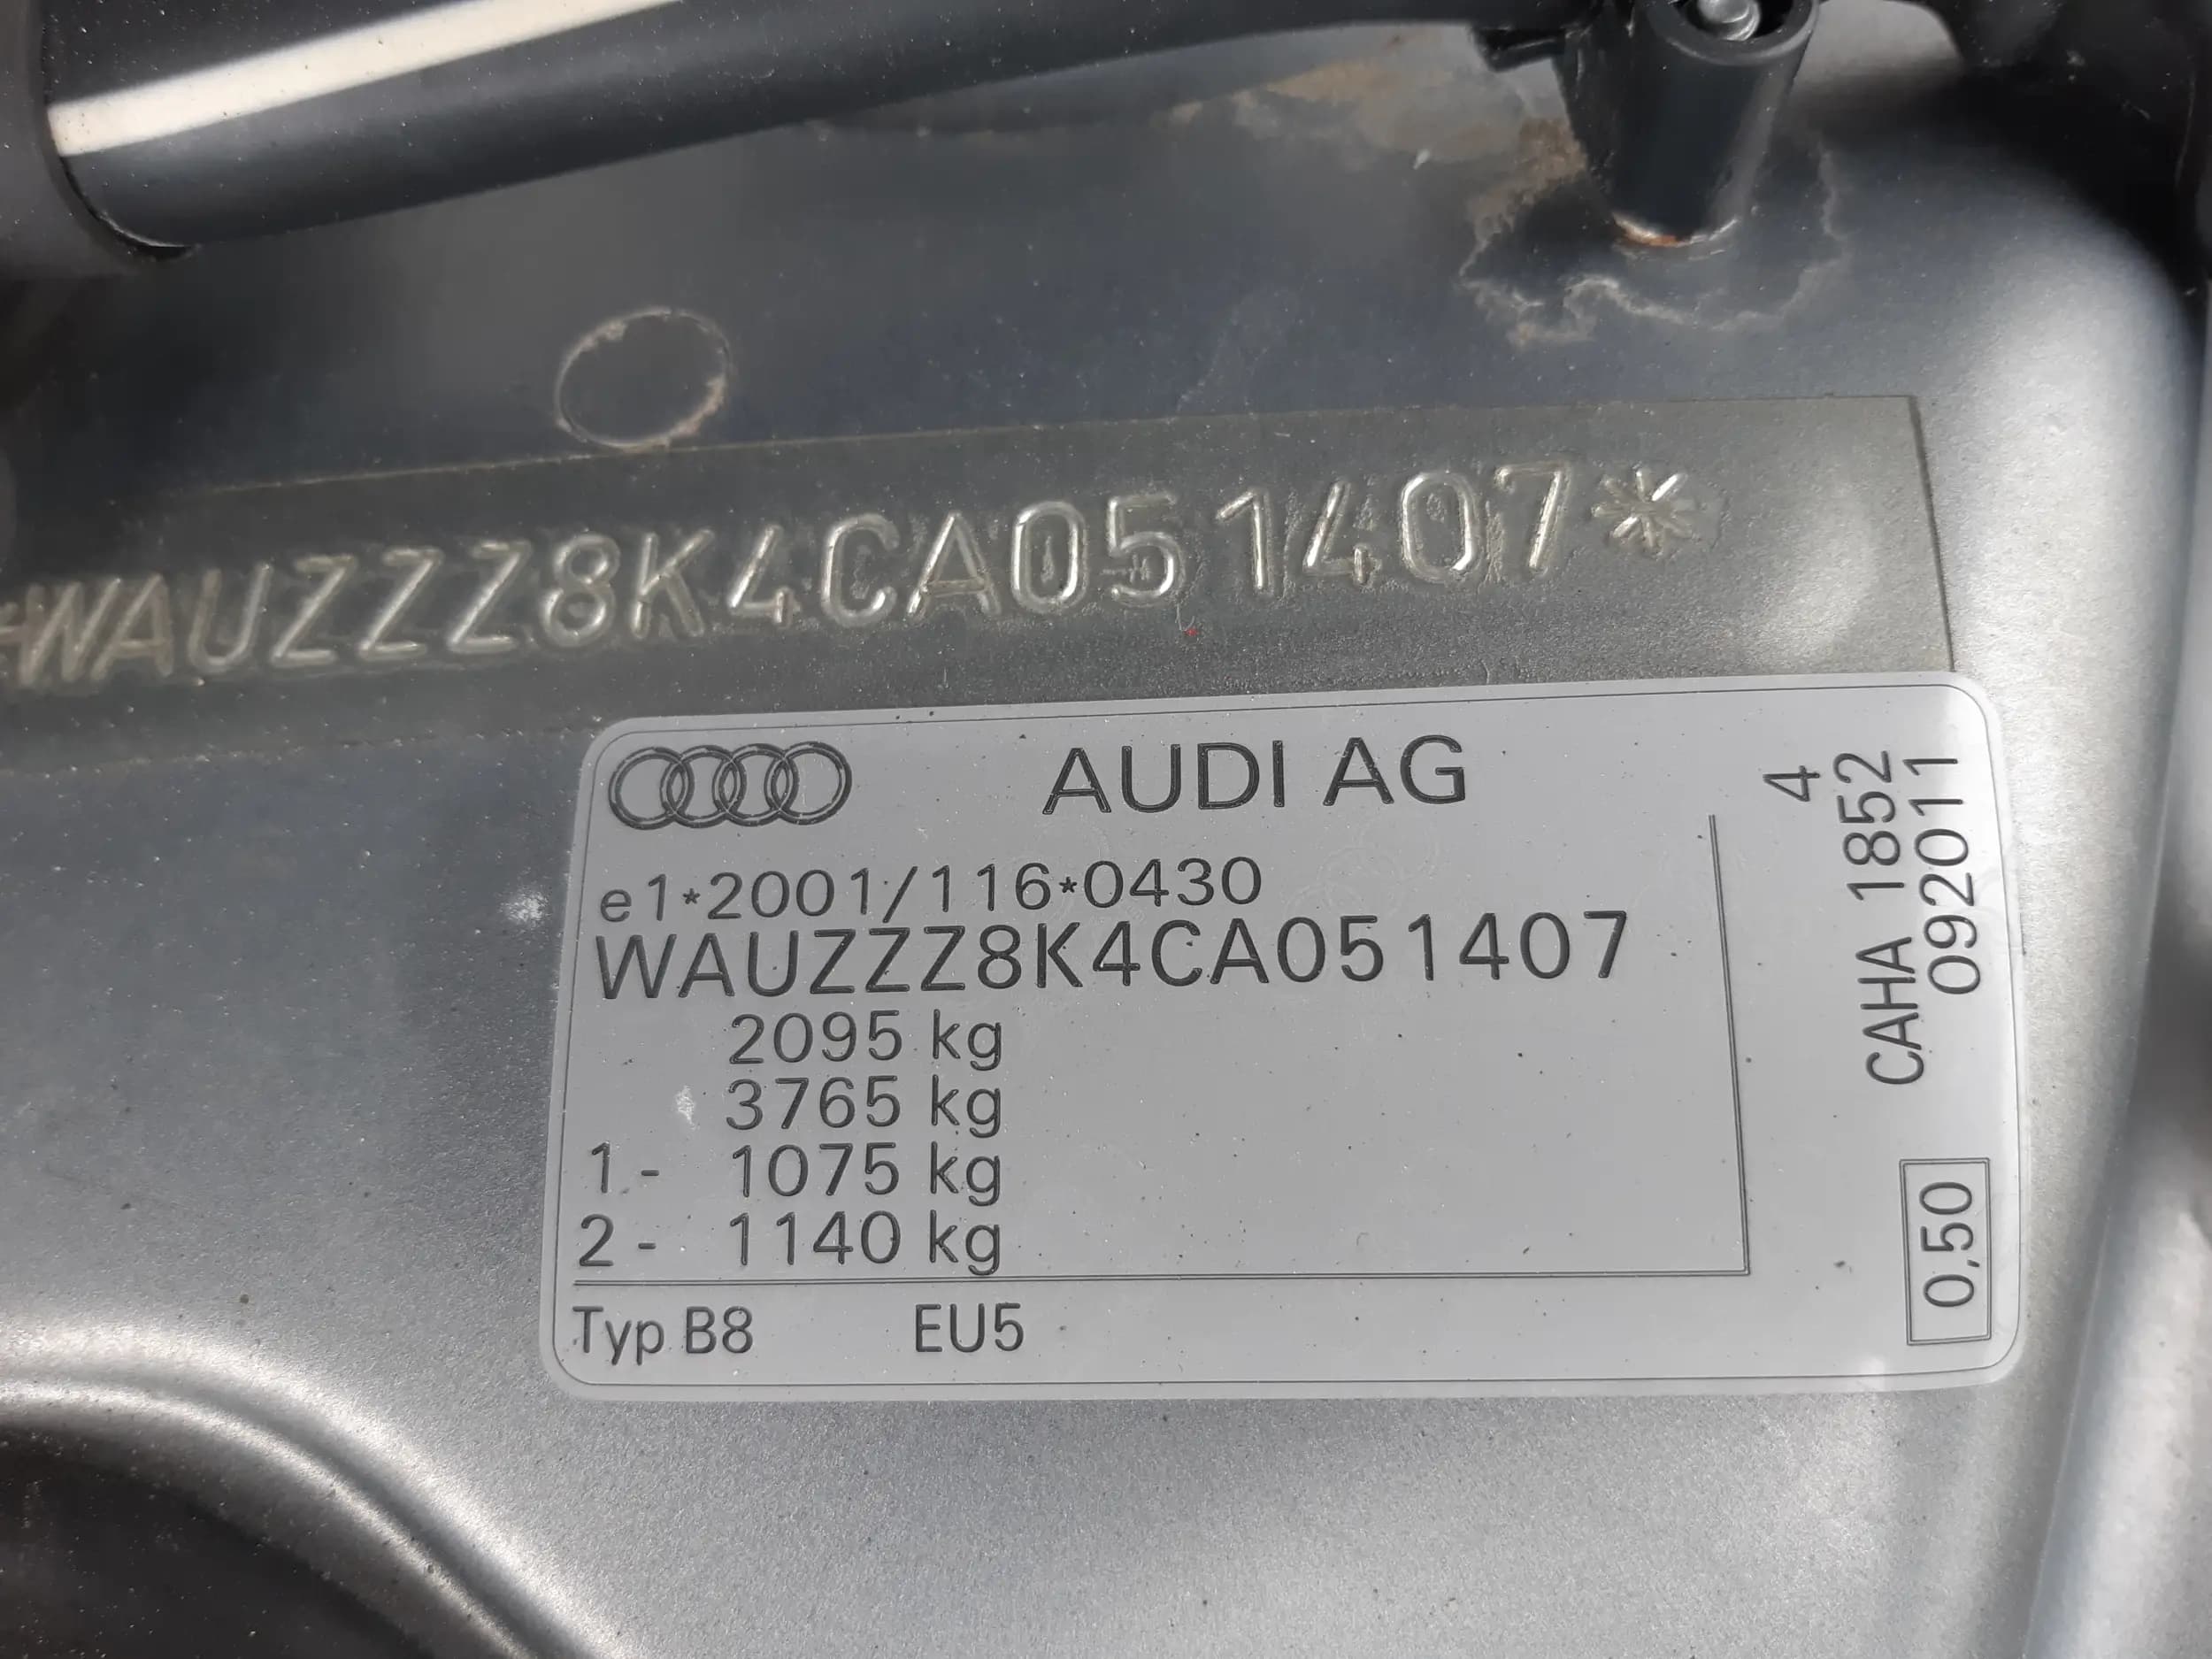 *WAUZZZ8K4CA051407*
AUDI AG
e1*2001/116*0430
WAUZZZ8K4CA051407
2095 kg
3765 kg
1- 1075 kg
2- 1140 kg
Typ B8 EU5
4
CAHA 1852
092011
0,50